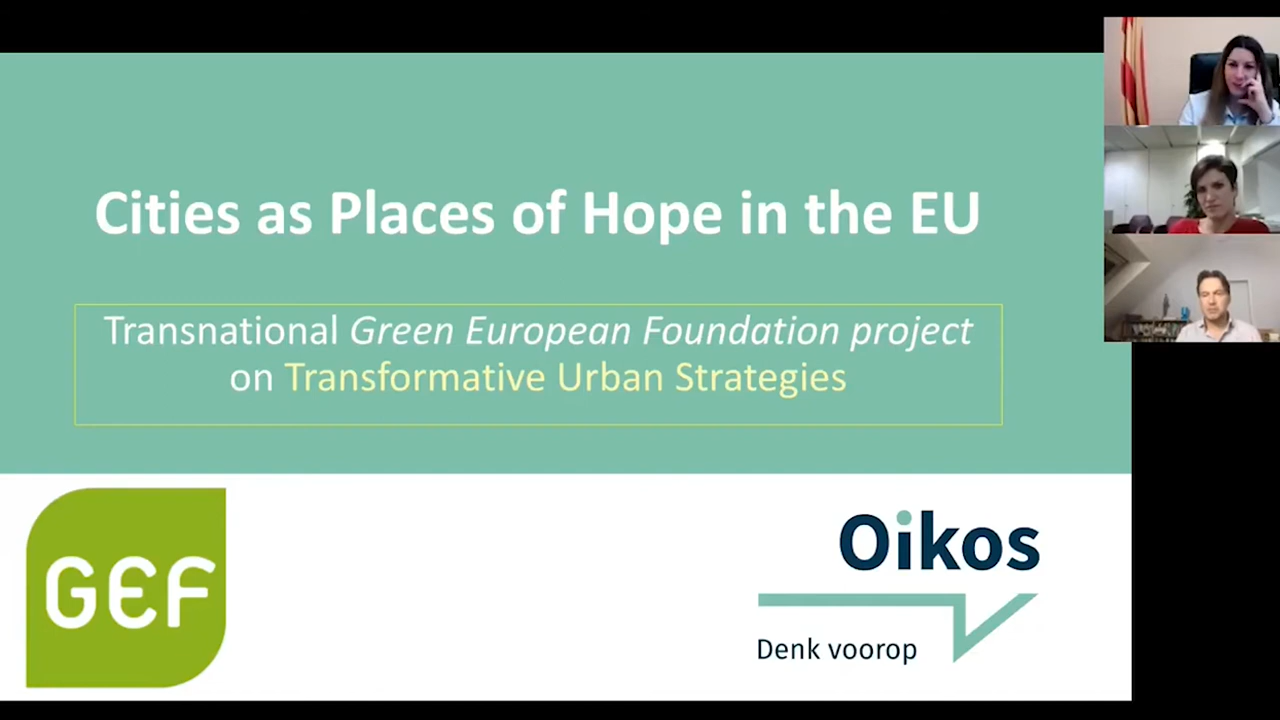 Cities as Places of Hope in the EU
Transnational Green European Foundation project
on Transformative Urban Strategies
GEF
Oikos
Denk voorop